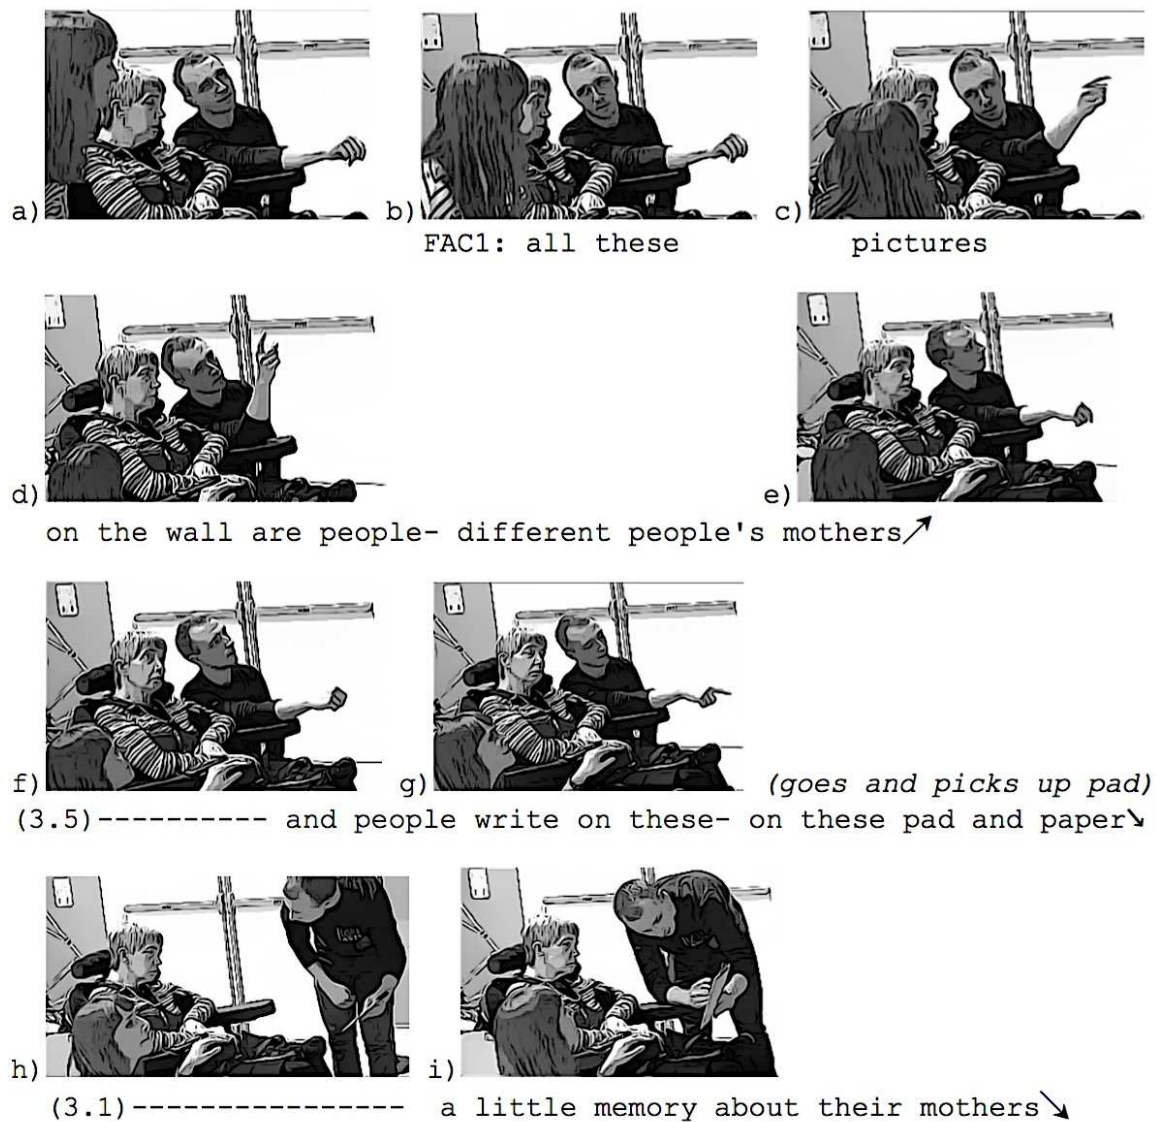 a) b) c)
FAC1: all these pictures
d) e)
on the wall are people- different people's mothers↗
f) g) (goes and picks up pad)
(3.5)---------- and people write on these- on these pad and paper↘
h) i)
(3.1)---------------- a little memory about their mothers↘